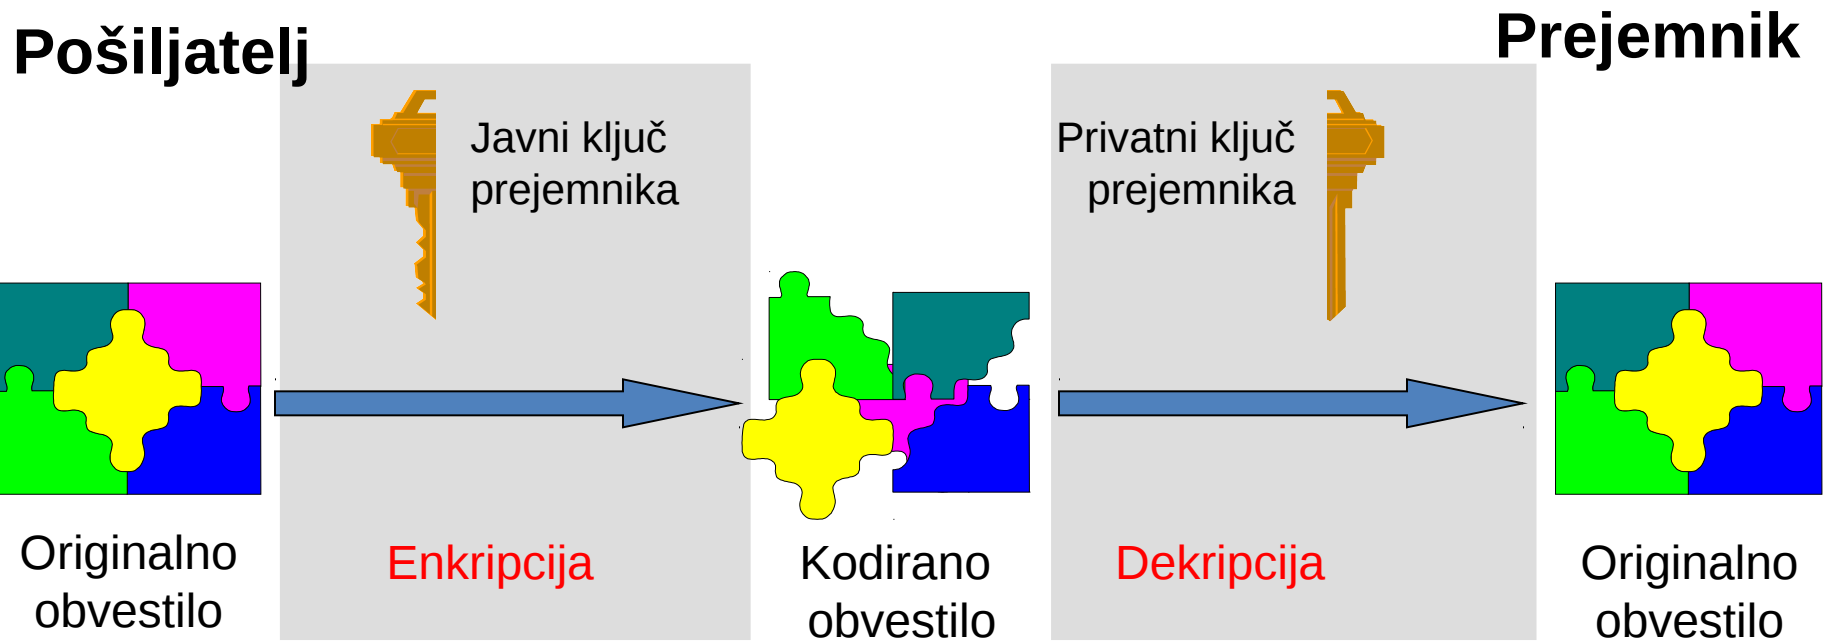 Pošiljatelj
Prejemnik
Javni ključ
prejemnika
Privatni ključ
prejemnika
Originalno
obvestilo
Enkripcija
Kodirano
obvestilo
Dekripcija
Originalno
obvestilo